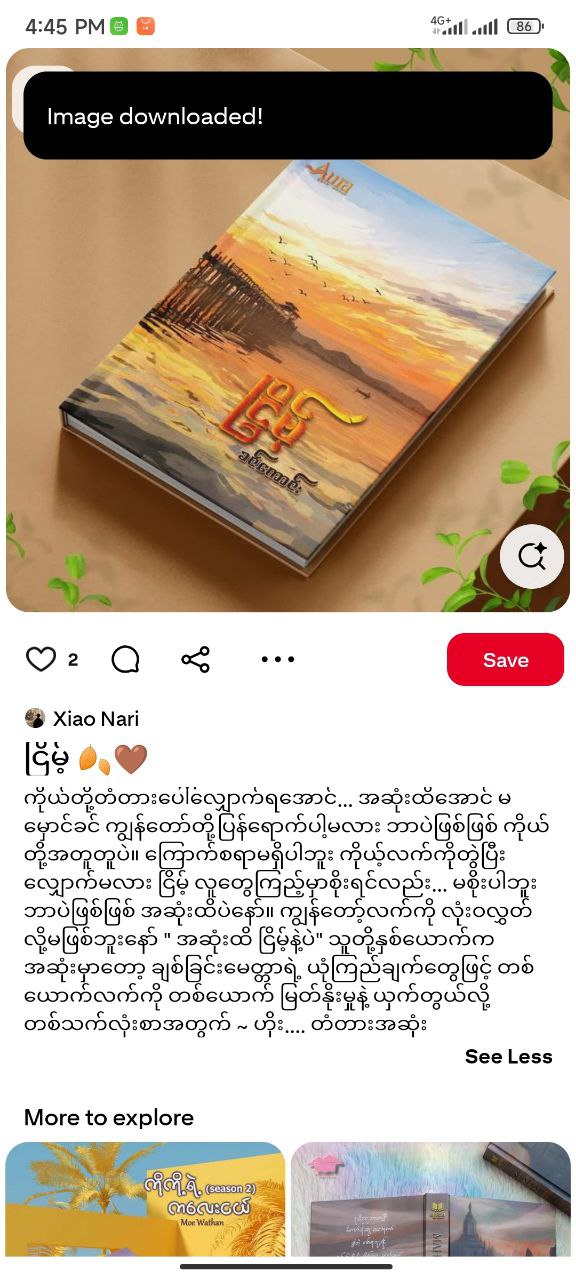 4:45 PM
4G+
86
Image downloaded!
Aura
ငြိမ့်
ခင်စောင်း
2
Save
Xiao Nari
ငြိမ့် 🍂🤎
ကိုယ်တို့တံတားပေါ်လျှောက်ရအောင်... အဆုံးထိအောင် မ
မှောင်ခင် ကျွန်တော်တို့ပြန်ရောက်ပါ့မလား ဘာပဲဖြစ်ဖြစ် ကိုယ်
တို့အတူတူပဲ။ ကြောက်စရာမရှိပါဘူး ကိုယ့်လက်ကိုတွဲပြီး
လျှောက်မလား ငြိမ့် လူတွေကြည့်မှာစိုးရင်လည်း... မစိုးပါဘူး
ဘာပဲဖြစ်ဖြစ် အဆုံးထိပဲနော်။ ကျွန်တော့်လက်ကို လုံးဝလွှတ်
လို့မဖြစ်ဘူးနော် " အဆုံးထိ ငြိမ့်နဲ့ပဲ" သူတို့နှစ်ယောက်က
အဆုံးမှာတော့ ချစ်ခြင်းမေတ္တာရဲ့ ယုံကြည်ချက်တွေဖြင့် တစ်
ယောက်လက်ကို တစ်ယောက် မြတ်နိုးမှုနဲ့ ယှက်တွယ်လို့
တစ်သက်လုံးစာအတွက် ~ ဟိုး.... တံတားအဆုံး
See Less
More to explore
ကိုကို့ရဲ့ (season 2)
ကလေးငယ်
Moe Wathan